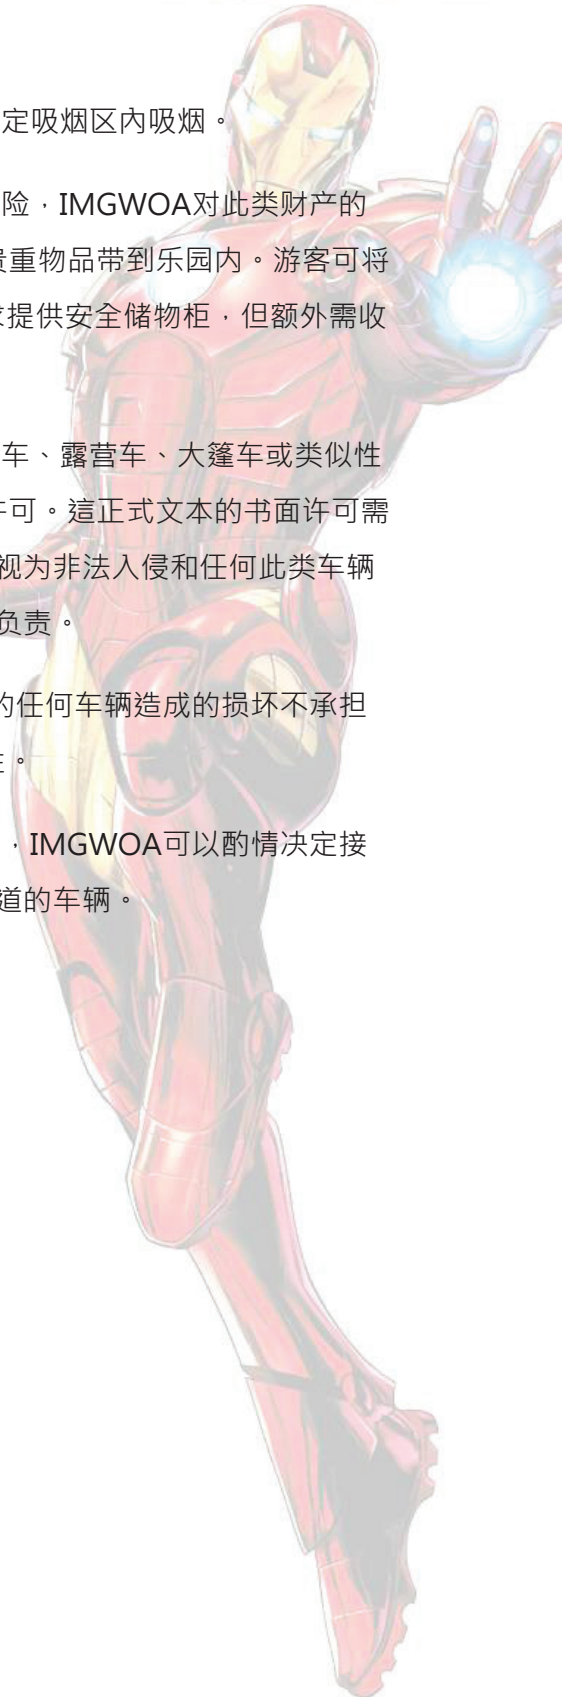 定吸烟区內吸烟。
险，IMGWOA对此类财产的
贵重物品带到乐园内。游客可将
求提供安全储物柜，但额外需收
车、露营车、大篷车或类似性
许可。這正式文本的书面许可需
视为非法入侵和任何此类车辆
负责。
的任何车辆造成的损坏不承担
，IMGWOA可以酌情决定接
道的车辆。